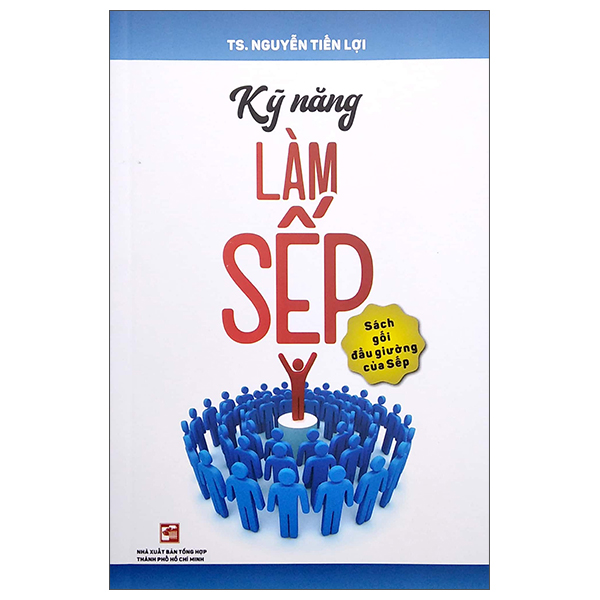 TS. NGUYỄN TIẾN LỢI
Kỹ năng
LÀM
SẾP
Sách
gối
đầu giường
của Sếp
NHÀ XUẤT BẢN TỔNG HỢP
THÀNH PHỐ HỒ CHÍ MINH